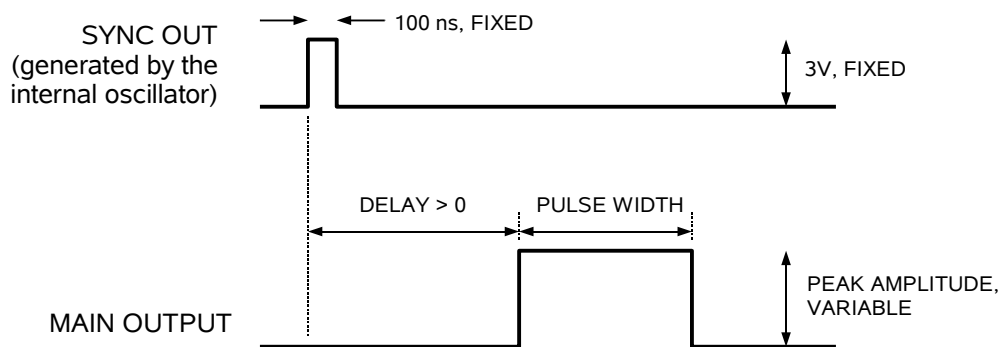 100 ns, FIXED
SYNC OUT
(generated by the
internal oscillator)
3V, FIXED
DELAY > 0
PULSE WIDTH
PEAK AMPLITUDE,
VARIABLE
MAIN OUTPUT